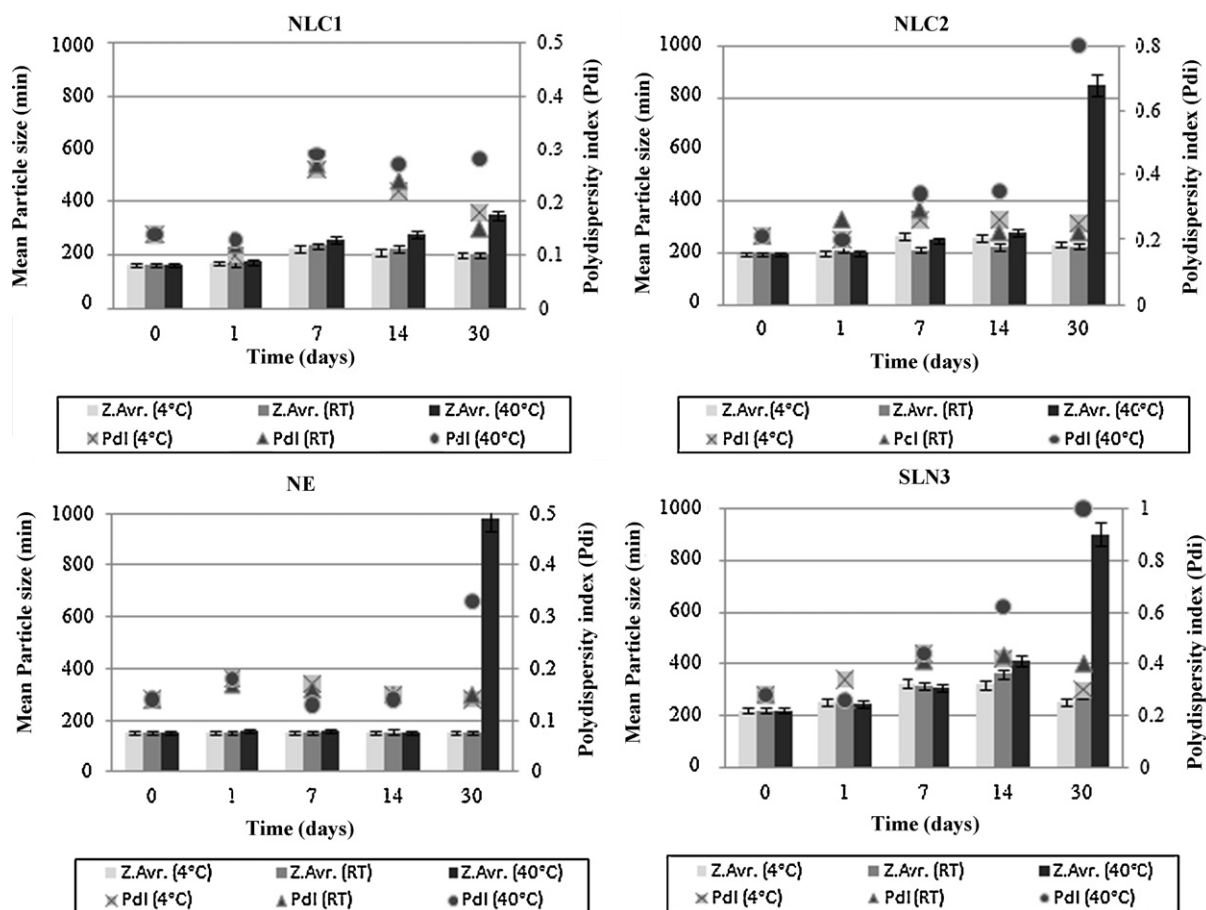 NLC1
Mean Particle size (min)
1000
800
600
400
200
0
0.5
0.4
0.3
0.2
0.1
0
Polydispersity index (Pdi)
0 1 7 14 30
Time (days)
Z.Avr. (4°C) Z.Avr. (RT) Z.Avr. (40°C)
PdI (4°C) PdI (RT) PdI (40°C)
NLC2
Mean Particle size (min)
1000
800
600
400
200
0
0.8
0.6
0.4
0.2
0
Polydispersity index (Pdi)
0 1 7 14 30
Time (days)
Z.Avr. (4°C) Z.Avr. (RT) Z.Avr. (40°C)
PdI (4°C) PcI (RT) PdI (40°C)
NE
Mean Particle size (min)
1000
800
600
400
200
0
0.5
0.4
0.3
0.2
0.1
0
Polydispersity index (Pdi)
0 1 7 14 30
Time (days)
Z.Avr. (4°C) Z.Avr. (RT) Z.Avr. (40°C)
PdI (4°C) PdI (RT) PdI (40°C)
SLN3
Mean Particle size (min)
1000
800
600
400
200
0
1
0.8
0.6
0.4
0.2
0
Polydispersity index (Pdi)
0 1 7 14 30
Time (days)
Z.Avr. (4°C) Z.Avr. (RT) Z.Avr. (40°C)
PdI (4°C) PdI (RT) PdI (40°C)